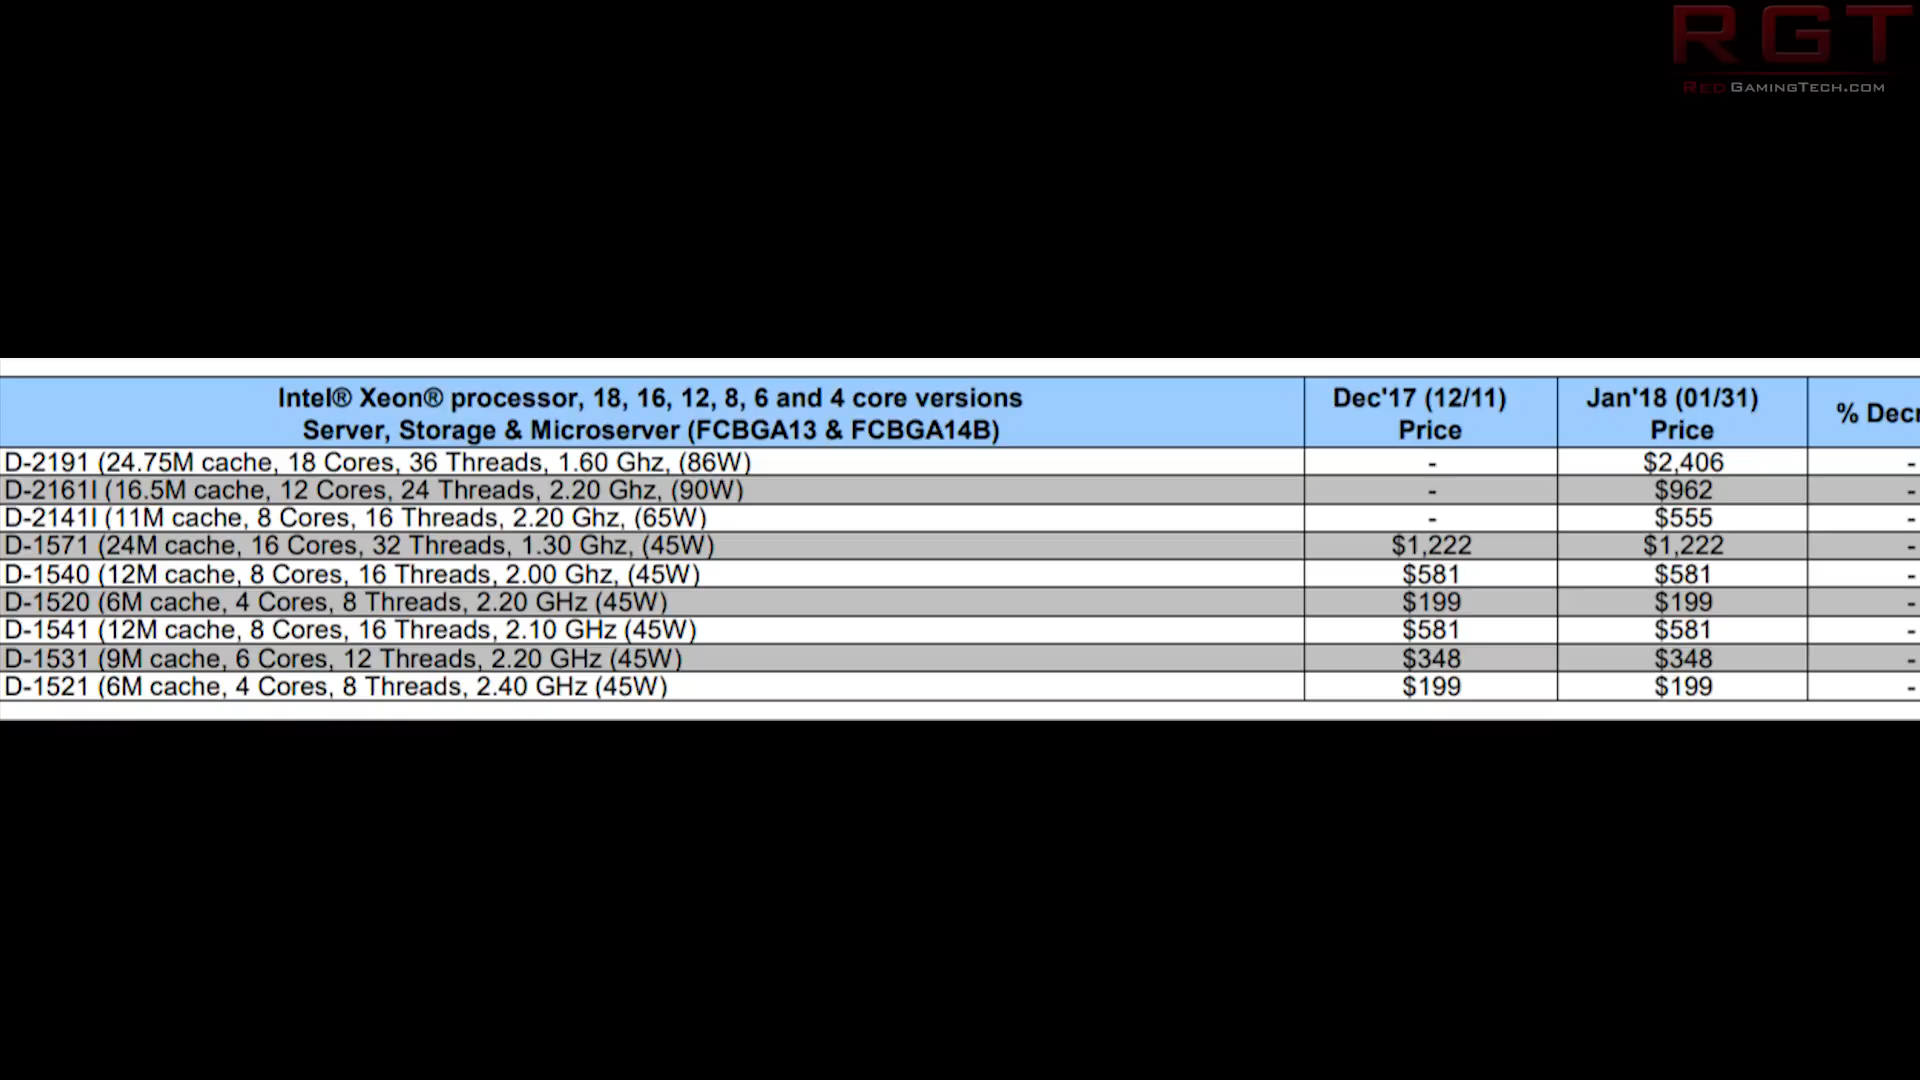 RGT
RedGamingTech.com
Intel® Xeon® processor, 18, 16, 12, 8, 6 and 4 core versions
Server, Storage & Microserver (FCBGA13 & FCBGA14B)
Dec'17 (12/11)
Price
Jan'18 (01/31)
Price
% Decr
D-2191 (24.75M cache, 18 Cores, 36 Threads, 1.60 Ghz, (86W) - $2,406 -
D-2161I (16.5M cache, 12 Cores, 24 Threads, 2.20 Ghz, (90W) - $962 -
D-2141I (11M cache, 8 Cores, 16 Threads, 2.20 Ghz, (65W) - $555 -
D-1571 (24M cache, 16 Cores, 32 Threads, 1.30 Ghz, (45W) $1,222 $1,222 -
D-1540 (12M cache, 8 Cores, 16 Threads, 2.00 Ghz, (45W) $581 $581 -
D-1520 (6M cache, 4 Cores, 8 Threads, 2.20 GHz (45W) $199 $199 -
D-1541 (12M cache, 8 Cores, 16 Threads, 2.10 GHz (45W) $581 $581 -
D-1531 (9M cache, 6 Cores, 12 Threads, 2.20 GHz (45W) $348 $348 -
D-1521 (6M cache, 4 Cores, 8 Threads, 2.40 GHz (45W) $199 $199 -